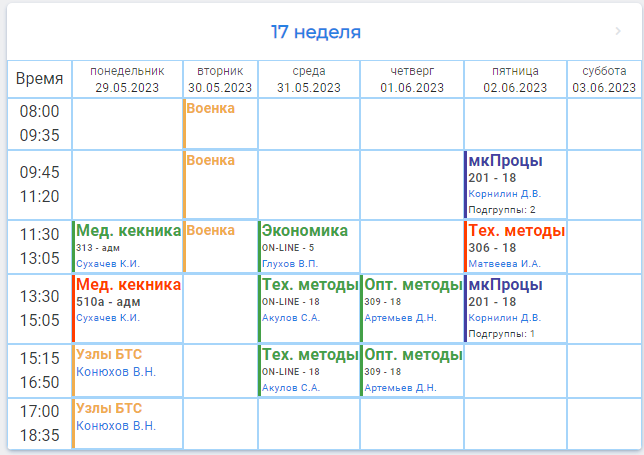 17 неделя
Время
понедельник
29.05.2023
вторник
30.05.2023
среда
31.05.2023
четверг
01.06.2023
пятница
02.06.2023
суббота
03.06.2023
08:00
09:35
Военка
09:45
11:20
Военка
мкПроцы
201 - 18
Корнилин Д.В.
Подгруппы: 2
11:30
13:05
Мед. кекника
313 - адм
Сухачев К.И.
Военка
Экономика
ON-LINE - 5
Глухов В.П.
Тех. методы
306 - 18
Матвеева И.А.
13:30
15:05
Мед. кекника
510а - адм
Сухачев К.И.
Тех. методы
ON-LINE - 18
Акулов С.А.
Опт. методы
309 - 18
Артемьев Д.Н.
мкПроцы
201 - 18
Корнилин Д.В.
Подгруппы: 1
15:15
16:50
Узлы БТС
Конюхов В.Н.
Тех. методы
ON-LINE - 18
Акулов С.А.
Опт. методы
309 - 18
Артемьев Д.Н.
17:00
18:35
Узлы БТС
Конюхов В.Н.